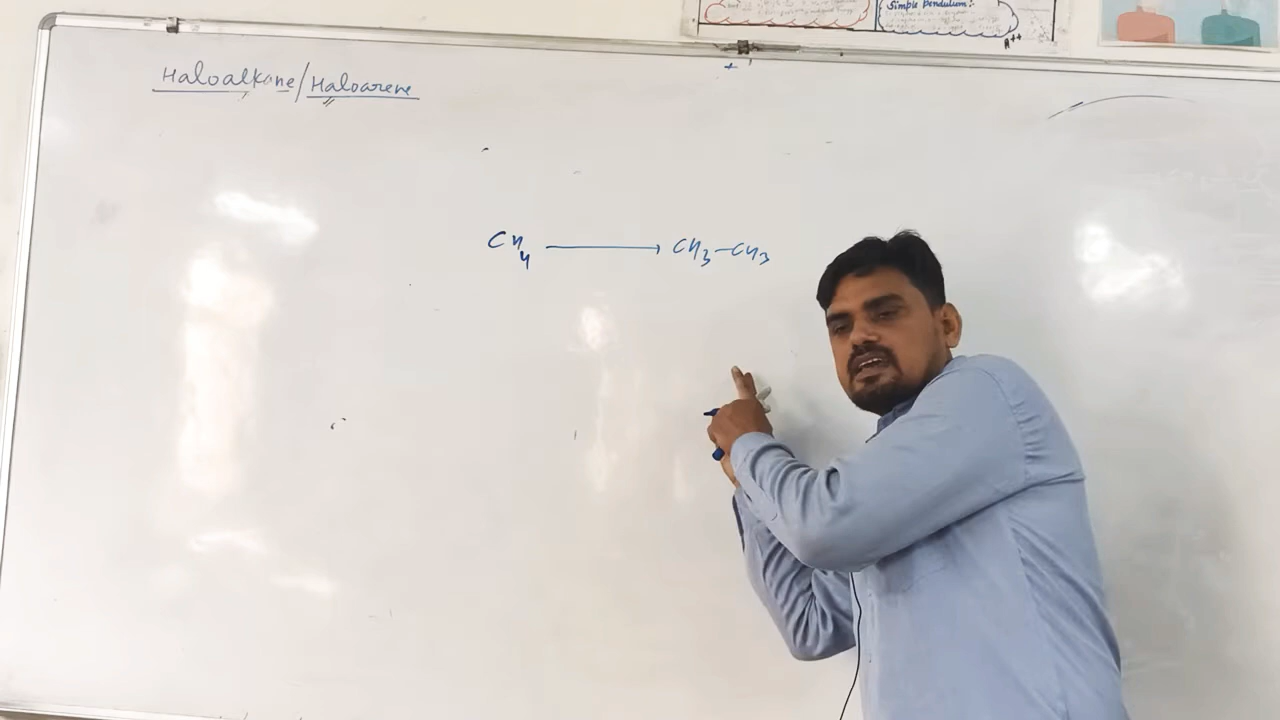 Simple Pendulum:-
A++
Haloalkane/Haloarene
CH4 → CH3-CH3